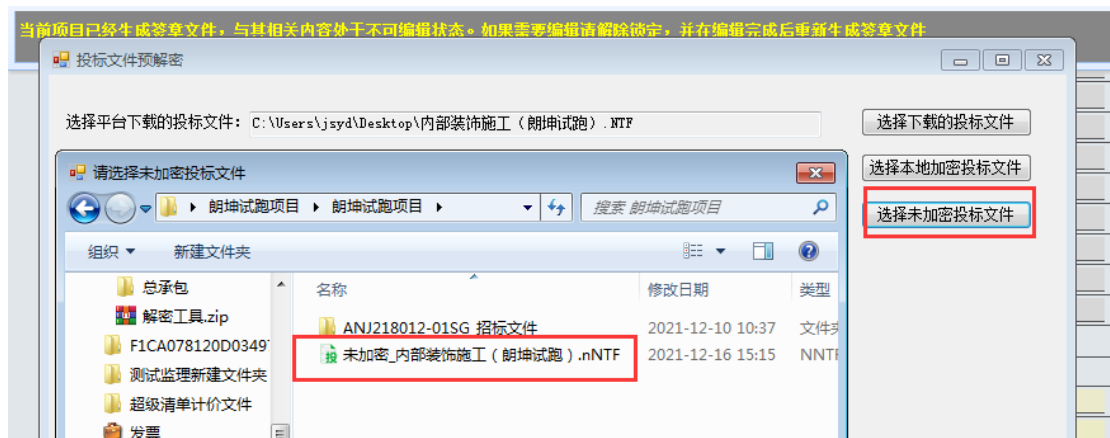 当前项目已经生成签章文件，与其相关内容处于不可编辑状态。如果需要编辑请解除锁定，并在编辑完成后重新生成签章文件
投标文件预解密
选择平台下载的投标文件：C:\Users\jsyd\Desktop\内部装饰施工（朗坤试跑）.NTF
选择下载的投标文件
请选择未加密投标文件
选择本地加密投标文件
朗坤试跑项目 朗坤试跑项目
搜索 朗坤试跑项目
选择未加密投标文件
组织 新建文件夹
名称 修改日期 类型
总承包
解密工具.zip
ANJ218012-01SG 招标文件 2021-12-10 10:37 文件夹
F1CA078120D0349
未加密_内部装饰施工（朗坤试跑）.nNTF 2021-12-16 15:15 NNTF
测试监理新建文件夹
超级清单计价文件
发票